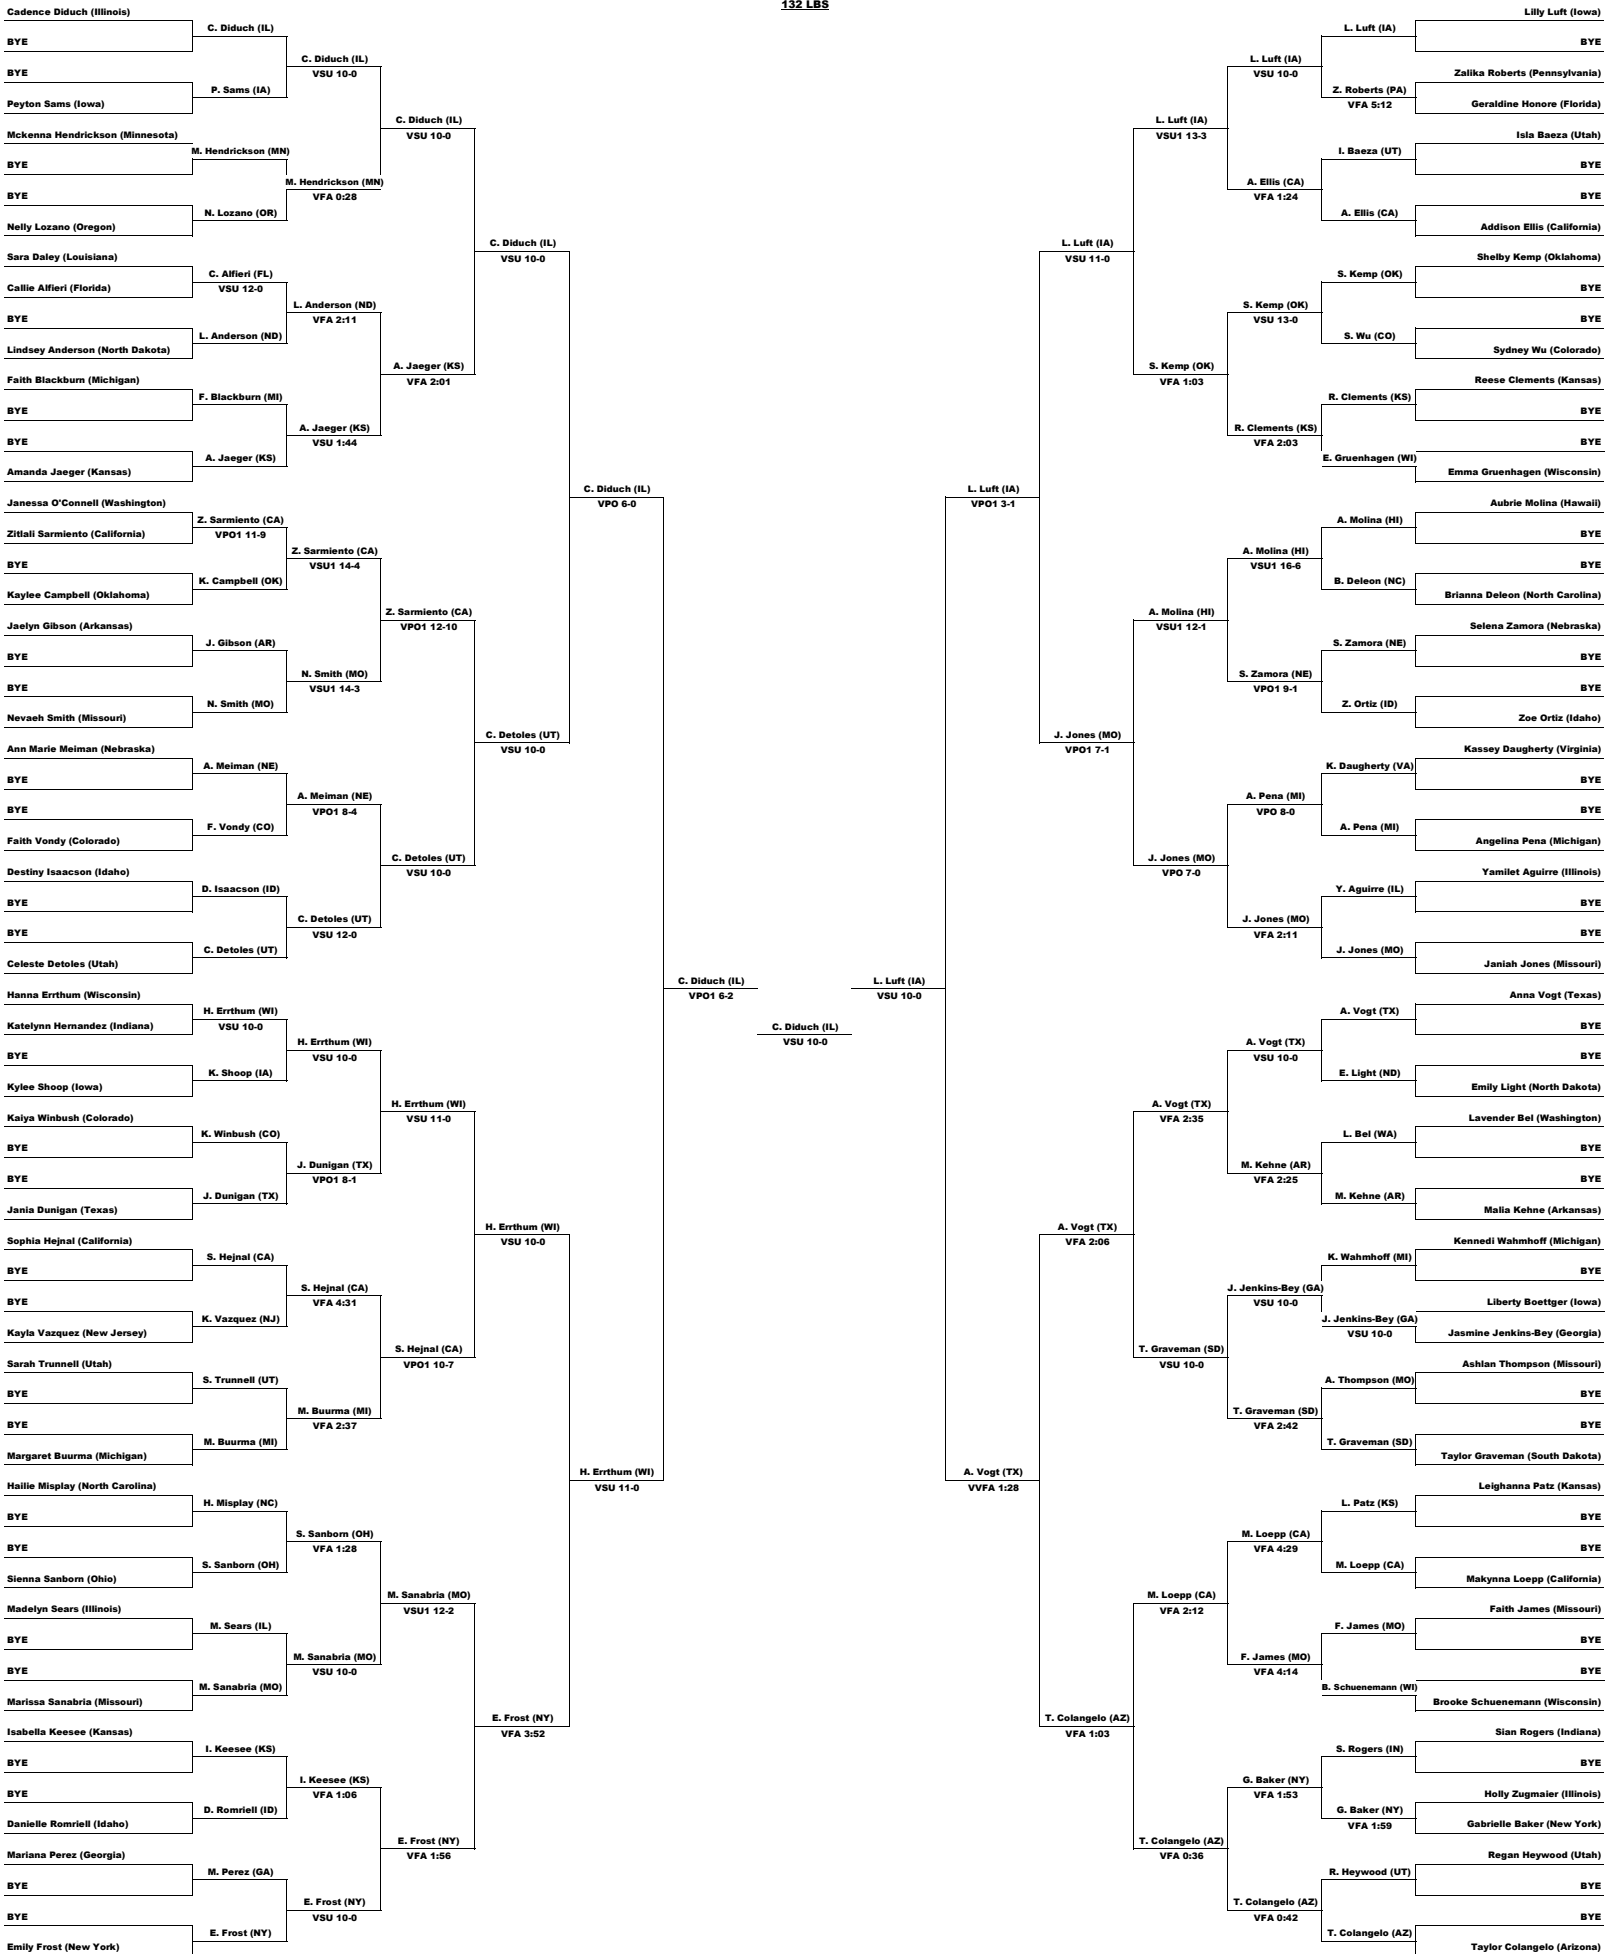 132 LBS
Cadence Diduch (Illinois)
C. Diduch (IL)
BYE
C. Diduch (IL)
VSU 10-0
BYE
P. Sams (IA)
Peyton Sams (Iowa)
C. Diduch (IL)
VSU 10-0
Mckenna Hendrickson (Minnesota)
M. Hendrickson (MN)
BYE
M. Hendrickson (MN)
VFA 0:28
BYE
N. Lozano (OR)
Nelly Lozano (Oregon)
C. Diduch (IL)
VSU 10-0
Sara Daley (Louisiana)
C. Alfieri (FL)
VSU 12-0
Callie Alfieri (Florida)
L. Anderson (ND)
VFA 2:11
BYE
L. Anderson (ND)
Lindsey Anderson (North Dakota)
A. Jaeger (KS)
VFA 2:01
Faith Blackburn (Michigan)
F. Blackburn (MI)
BYE
A. Jaeger (KS)
VSU 1:44
BYE
A. Jaeger (KS)
Amanda Jaeger (Kansas)
C. Diduch (IL)
VPO 6-0
Janessa O'Connell (Washington)
Z. Sarmiento (CA)
VPO1 11-9
Zitlali Sarmiento (California)
Z. Sarmiento (CA)
VSU1 14-4
BYE
K. Campbell (OK)
Kaylee Campbell (Oklahoma)
Z. Sarmiento (CA)
VPO1 12-10
Jaelyn Gibson (Arkansas)
J. Gibson (AR)
BYE
N. Smith (MO)
VSU1 14-3
BYE
N. Smith (MO)
Nevaeh Smith (Missouri)
C. Detoles (UT)
VSU 10-0
Ann Marie Meiman (Nebraska)
A. Meiman (NE)
BYE
A. Meiman (NE)
VPO1 8-4
BYE
F. Vondy (CO)
Faith Vondy (Colorado)
C. Detoles (UT)
VSU 10-0
Destiny Isaacson (Idaho)
D. Isaacson (ID)
BYE
C. Detoles (UT)
VSU 12-0
BYE
C. Detoles (UT)
Celeste Detoles (Utah)
C. Diduch (IL)
VPO1 6-2
Hanna Errthum (Wisconsin)
H. Errthum (WI)
VSU 10-0
Katelynn Hernandez (Indiana)
H. Errthum (WI)
VSU 10-0
BYE
K. Shoop (IA)
Kylee Shoop (Iowa)
H. Errthum (WI)
VSU 11-0
Kaiya Winbush (Colorado)
K. Winbush (CO)
BYE
J. Dunigan (TX)
VPO1 8-1
BYE
J. Dunigan (TX)
Jania Dunigan (Texas)
H. Errthum (WI)
VSU 10-0
Sophia Hejnal (California)
S. Hejnal (CA)
BYE
S. Hejnal (CA)
VFA 4:31
BYE
K. Vazquez (NJ)
Kayla Vazquez (New Jersey)
S. Hejnal (CA)
VPO1 10-7
Sarah Trunnell (Utah)
S. Trunnell (UT)
BYE
M. Buurma (MI)
VFA 2:37
BYE
M. Buurma (MI)
Margaret Buurma (Michigan)
H. Errthum (WI)
VSU 11-0
Hailie Misplay (North Carolina)
H. Misplay (NC)
BYE
S. Sanborn (OH)
VFA 1:28
BYE
S. Sanborn (OH)
Sienna Sanborn (Ohio)
M. Sanabria (MO)
VSU1 12-2
Madelyn Sears (Illinois)
M. Sears (IL)
BYE
M. Sanabria (MO)
VSU 10-0
BYE
M. Sanabria (MO)
Marissa Sanabria (Missouri)
E. Frost (NY)
VFA 3:52
Isabella Keesee (Kansas)
I. Keesee (KS)
BYE
I. Keesee (KS)
VFA 1:06
BYE
D. Romriell (ID)
Danielle Romriell (Idaho)
E. Frost (NY)
VFA 1:56
Mariana Perez (Georgia)
M. Perez (GA)
BYE
E. Frost (NY)
VSU 10-0
BYE
E. Frost (NY)
Emily Frost (New York)
C. Diduch (IL)
VSU 10-0
Lilly Luft (Iowa)
L. Luft (IA)
BYE
L. Luft (IA)
VSU 10-0
Zalika Roberts (Pennsylvania)
Z. Roberts (PA)
VFA 5:12
Geraldine Honore (Florida)
L. Luft (IA)
VSU1 13-3
Isla Baeza (Utah)
I. Baeza (UT)
BYE
A. Ellis (CA)
VFA 1:24
BYE
A. Ellis (CA)
Addison Ellis (California)
L. Luft (IA)
VSU 11-0
Shelby Kemp (Oklahoma)
S. Kemp (OK)
BYE
S. Kemp (OK)
VSU 13-0
BYE
S. Wu (CO)
Sydney Wu (Colorado)
S. Kemp (OK)
VFA 1:03
Reese Clements (Kansas)
R. Clements (KS)
BYE
R. Clements (KS)
VFA 2:03
BYE
E. Gruenhagen (WI)
Emma Gruenhagen (Wisconsin)
L. Luft (IA)
VPO1 3-1
Aubrie Molina (Hawaii)
A. Molina (HI)
BYE
A. Molina (HI)
VSU1 16-6
BYE
B. Deleon (NC)
Brianna Deleon (North Carolina)
A. Molina (HI)
VSU1 12-1
Selena Zamora (Nebraska)
S. Zamora (NE)
BYE
S. Zamora (NE)
VPO1 9-1
BYE
Z. Ortiz (ID)
Zoe Ortiz (Idaho)
J. Jones (MO)
VPO1 7-1
Kassey Daugherty (Virginia)
K. Daugherty (VA)
BYE
A. Pena (MI)
VPO 8-0
BYE
A. Pena (MI)
Angelina Pena (Michigan)
J. Jones (MO)
VPO 7-0
Yamilet Aguirre (Illinois)
Y. Aguirre (IL)
BYE
J. Jones (MO)
VFA 2:11
BYE
J. Jones (MO)
Janiah Jones (Missouri)
L. Luft (IA)
VSU 10-0
Anna Vogt (Texas)
A. Vogt (TX)
BYE
A. Vogt (TX)
VSU 10-0
BYE
E. Light (ND)
Emily Light (North Dakota)
A. Vogt (TX)
VFA 2:35
Lavender Bel (Washington)
L. Bel (WA)
BYE
M. Kehne (AR)
VFA 2:25
BYE
M. Kehne (AR)
Malia Kehne (Arkansas)
A. Vogt (TX)
VFA 2:06
Kennedi Wahmhoff (Michigan)
K. Wahmhoff (MI)
BYE
J. Jenkins-Bey (GA)
VSU 10-0
Liberty Boettger (Iowa)
J. Jenkins-Bey (GA)
VSU 10-0
Jasmine Jenkins-Bey (Georgia)
T. Graveman (SD)
VSU 10-0
Ashlan Thompson (Missouri)
A. Thompson (MO)
BYE
T. Graveman (SD)
VFA 2:42
BYE
T. Graveman (SD)
Taylor Graveman (South Dakota)
A. Vogt (TX)
VVFA 1:28
Leighanna Patz (Kansas)
L. Patz (KS)
BYE
M. Loepp (CA)
VFA 4:29
BYE
M. Loepp (CA)
Makynna Loepp (California)
M. Loepp (CA)
VFA 2:12
Faith James (Missouri)
F. James (MO)
BYE
F. James (MO)
VFA 4:14
BYE
B. Schuenemann (WI)
Brooke Schuenemann (Wisconsin)
T. Colangelo (AZ)
VFA 1:03
Sian Rogers (Indiana)
S. Rogers (IN)
BYE
G. Baker (NY)
VFA 1:53
Holly Zugmaier (Illinois)
G. Baker (NY)
VFA 1:59
Gabrielle Baker (New York)
T. Colangelo (AZ)
VFA 0:36
Regan Heywood (Utah)
R. Heywood (UT)
BYE
T. Colangelo (AZ)
VFA 0:42
BYE
T. Colangelo (AZ)
Taylor Colangelo (Arizona)